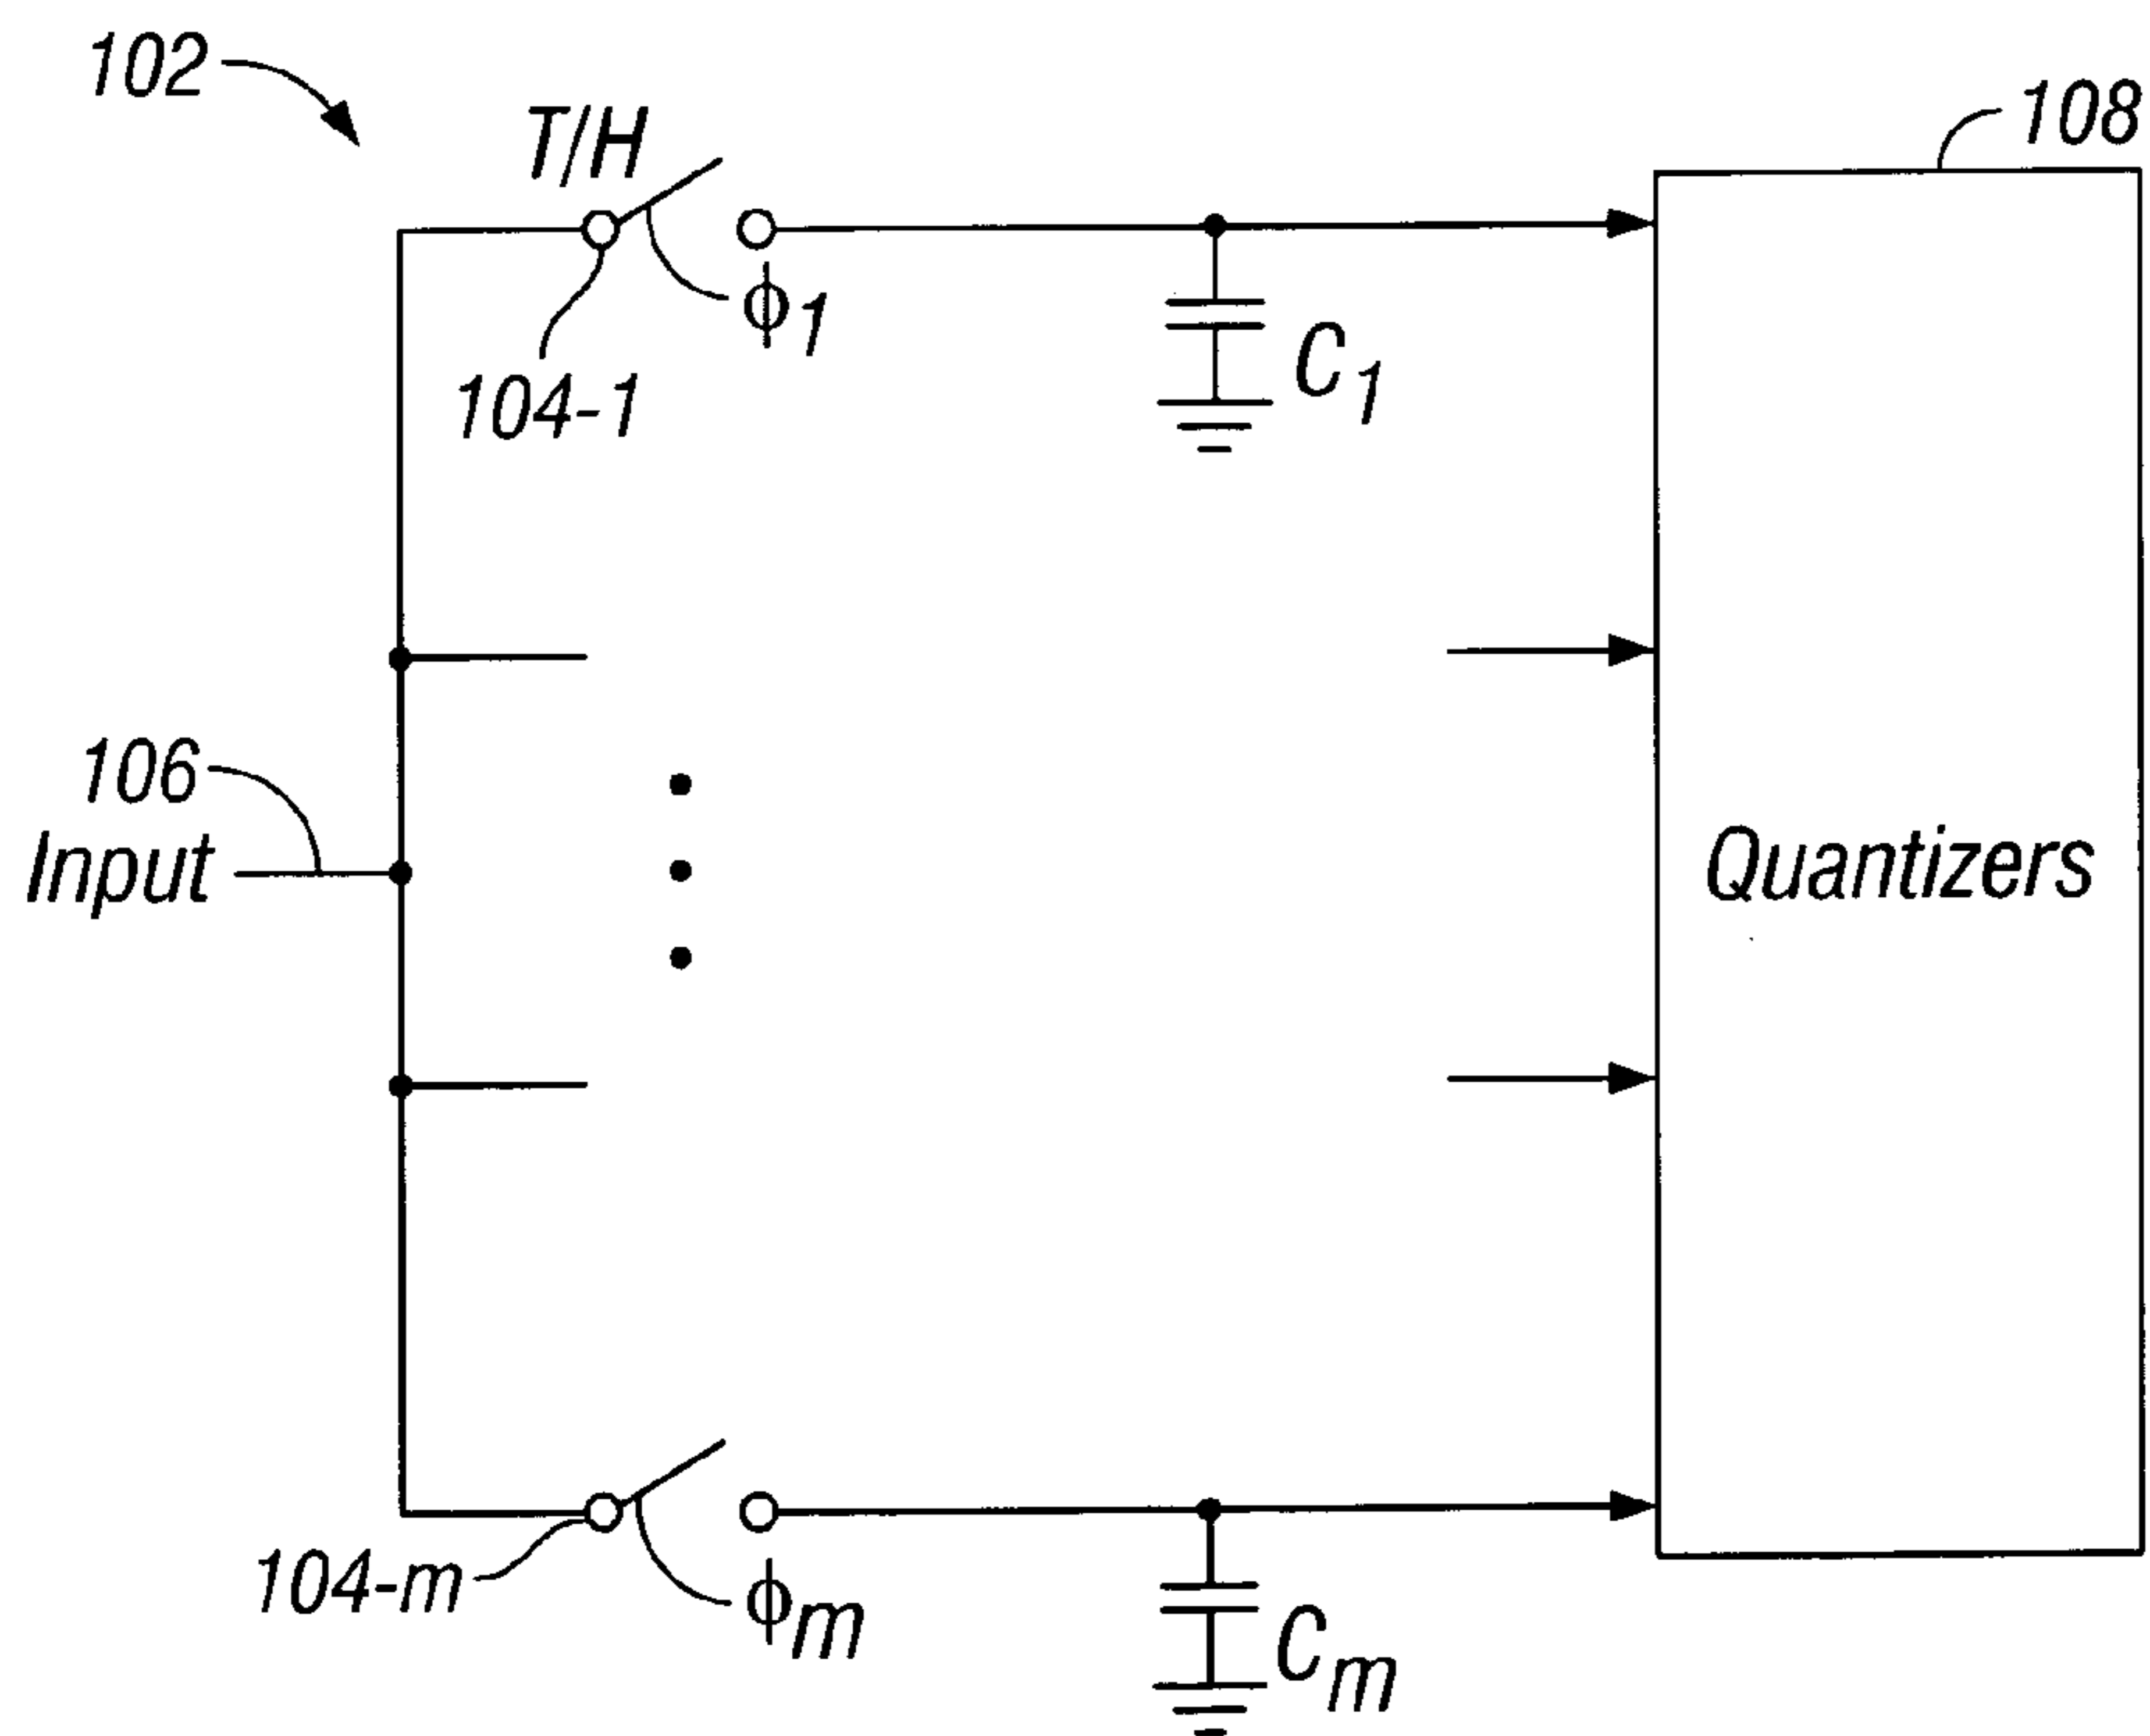 102
T/H
108
ϕ1
104-1
C1
106
Input
Quantizers
104-m
ϕm
Cm